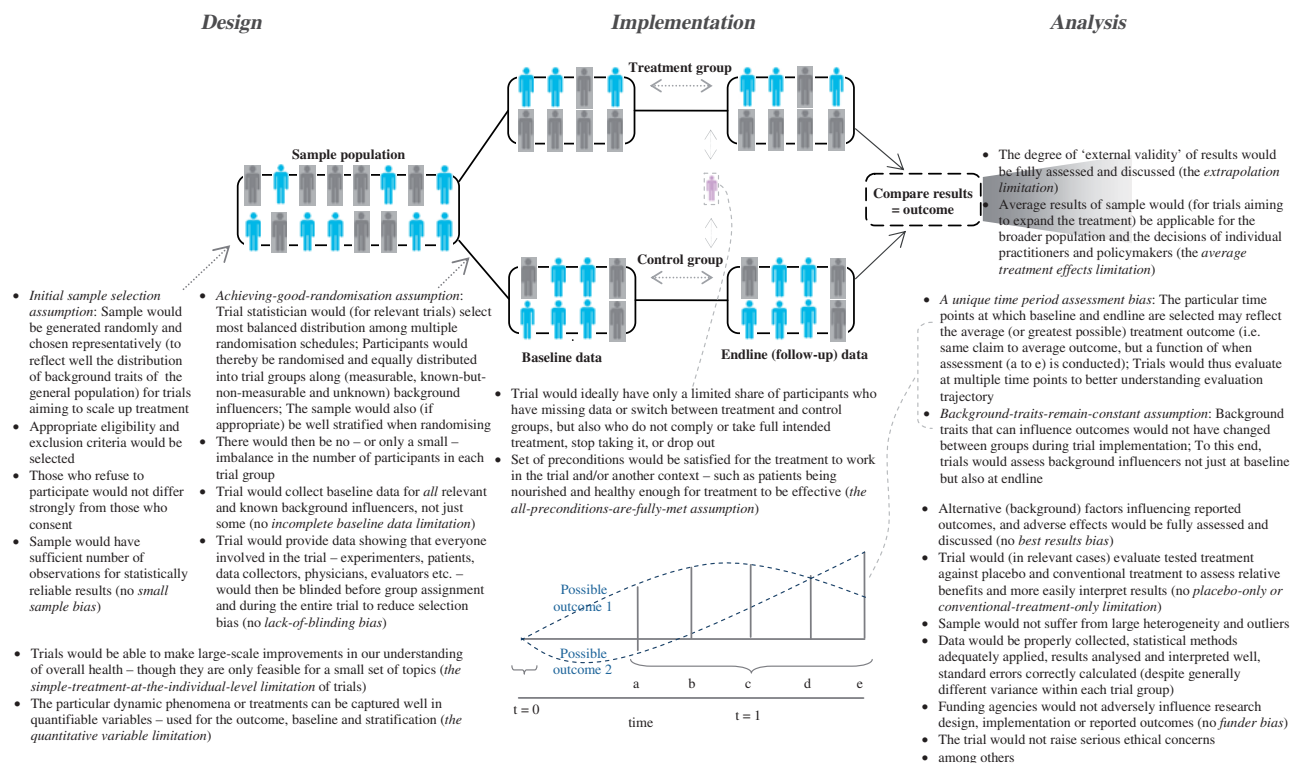 Design
Implementation
Analysis
Treatment group
Sample population
Compare results
= outcome
Control group
Baseline data
Endline (follow-up) data
• Initial sample selection
assumption: Sample would
be generated randomly and
chosen representatively (to
reflect well the distribution
of background traits of the
general population) for trials
aiming to scale up treatment
• Appropriate eligibility and
exclusion criteria would be
selected
• Those who refuse to
participate would not differ
strongly from those who
consent
• Sample would have
sufficient number of
observations for statistically
reliable results (no small
sample bias)
• Achieving-good-randomisation assumption:
Trial statistician would (for relevant trials) select
most balanced distribution among multiple
randomisation schedules; Participants would
thereby be randomised and equally distributed
into trial groups along (measurable, known-but-
non-measurable and unknown) background
influencers; The sample would also (if
appropriate) be well stratified when randomising
• There would then be no – or only a small –
imbalance in the number of participants in each
trial group
• Trial would collect baseline data for all relevant
and known background influencers, not just
some (no incomplete baseline data limitation)
• Trial would provide data showing that everyone
involved in the trial – experimenters, patients,
data collectors, physicians, evaluators etc. –
would then be blinded before group assignment
and during the entire trial to reduce selection
bias (no lack-of-blinding bias)
• Trials would be able to make large-scale improvements in our understanding
of overall health – though they are only feasible for a small set of topics (the
simple-treatment-at-the-individual-level limitation of trials)
• The particular dynamic phenomena or treatments can be captured well in
quantifiable variables – used for the outcome, baseline and stratification (the
quantitative variable limitation)
• Trial would ideally have only a limited share of participants who
have missing data or switch between treatment and control
groups, but also who do not comply or take full intended
treatment, stop taking it, or drop out
• Set of preconditions would be satisfied for the treatment to work
in the trial and/or another context – such as patients being
nourished and healthy enough for treatment to be effective (the
all-preconditions-are-fully-met assumption)
Possible
outcome 1
Possible
outcome 2
a b c d e
t = 0
time
t = 1
• The degree of ‘external validity’ of results would
be fully assessed and discussed (the extrapolation
limitation)
• Average results of sample would (for trials aiming
to expand the treatment) be applicable for the
broader population and the decisions of individual
practitioners and policymakers (the average
treatment effects limitation)
• A unique time period assessment bias: The particular time
points at which baseline and endline are selected may reflect
the average (or greatest possible) treatment outcome (i.e.
same claim to average outcome, but a function of when
assessment (a to e) is conducted); Trials would thus evaluate
at multiple time points to better understanding evaluation
trajectory
• Background-traits-remain-constant assumption: Background
traits that can influence outcomes would not have changed
between groups during trial implementation; To this end,
trials would assess background influencers not just at baseline
but also at endline
• Alternative (background) factors influencing reported
outcomes, and adverse effects would be fully assessed and
discussed (no best results bias)
• Trial would (in relevant cases) evaluate tested treatment
against placebo and conventional treatment to assess relative
benefits and more easily interpret results (no placebo-only or
conventional-treatment-only limitation)
• Sample would not suffer from large heterogeneity and outliers
• Data would be properly collected, statistical methods
adequately applied, results analysed and interpreted well,
standard errors correctly calculated (despite generally
different variance within each trial group)
• Funding agencies would not adversely influence research
design, implementation or reported outcomes (no funder bias)
• The trial would not raise serious ethical concerns
• among others